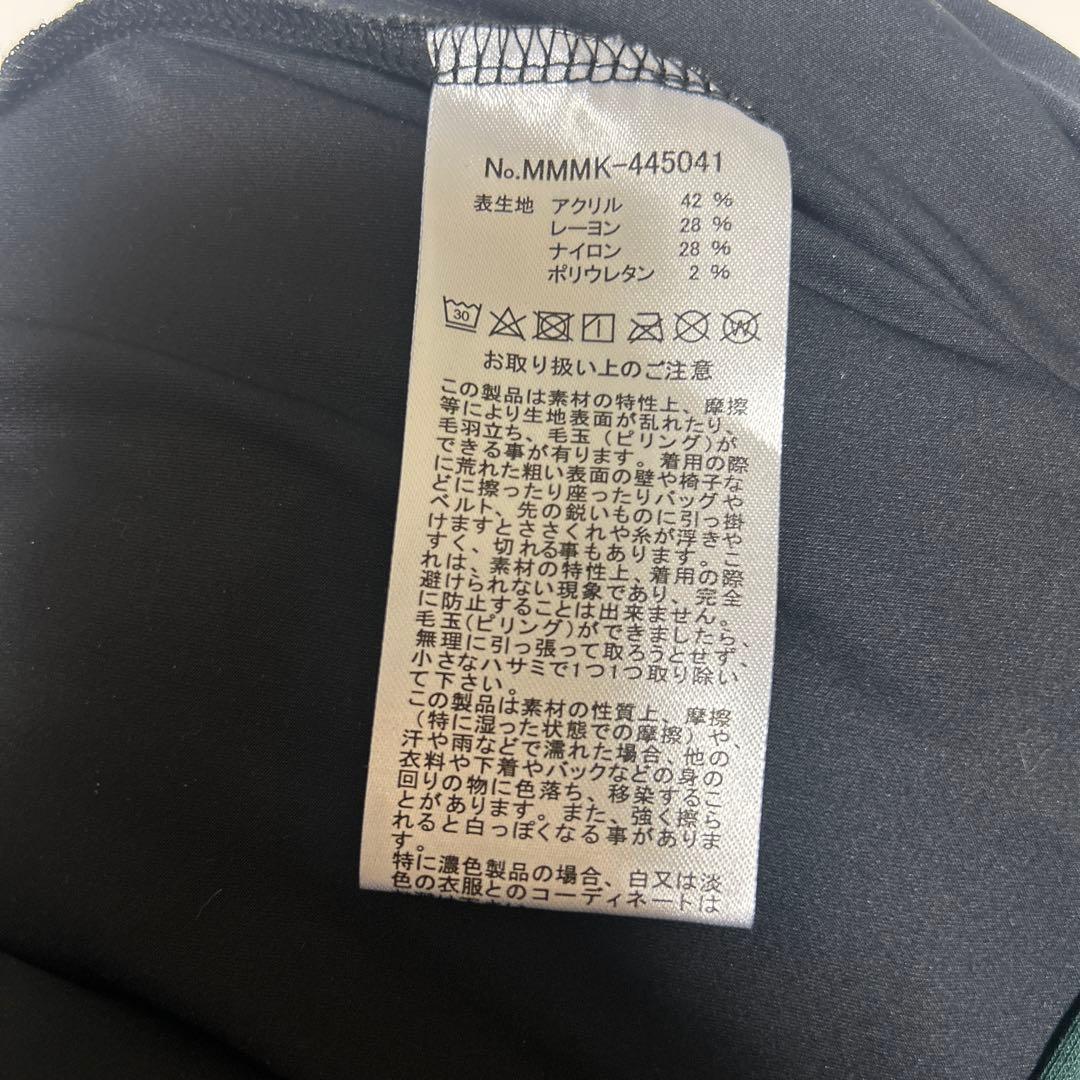 No.MMMK-445041
表生地 アクリル 42 %
レーヨン 28 %
ナイロン 28 %
ポリウレタン 2 %
30
W
お取り扱い上のご注意
この製品は素材の特性上、摩擦
等により生地表面が乱れたり、
毛羽立ち、毛玉(ピリング)が
できる事が有ります。着用の際
に荒れた粗い表面の壁や椅子な
どに擦ったり座ったりバッグや
ベルト、先の鋭いものに引っ掛
けますとささくれや糸が浮きや
すく、切れる事もあります。こ
れは、素材の特性上、着用の際
避けられない現象であり、完全
に防止することは出来ません。
毛玉(ピリング)ができましたら、
無理に引っ張って取ろうとせず、
小さなハサミで1つ1つ取り除い
て下さい。
この製品は素材の性質上、摩擦
(特に湿った状態での摩擦)や、
汗や雨などで濡れた場合、他の
衣料や下着やバックなどの身の
回りの物に色落ち、移染するこ
とがあります。また、強く擦ら
れると白っぽくなる事がありま
す。
特に濃色製品の場合、白又は淡
色の衣服とのコーディネートは